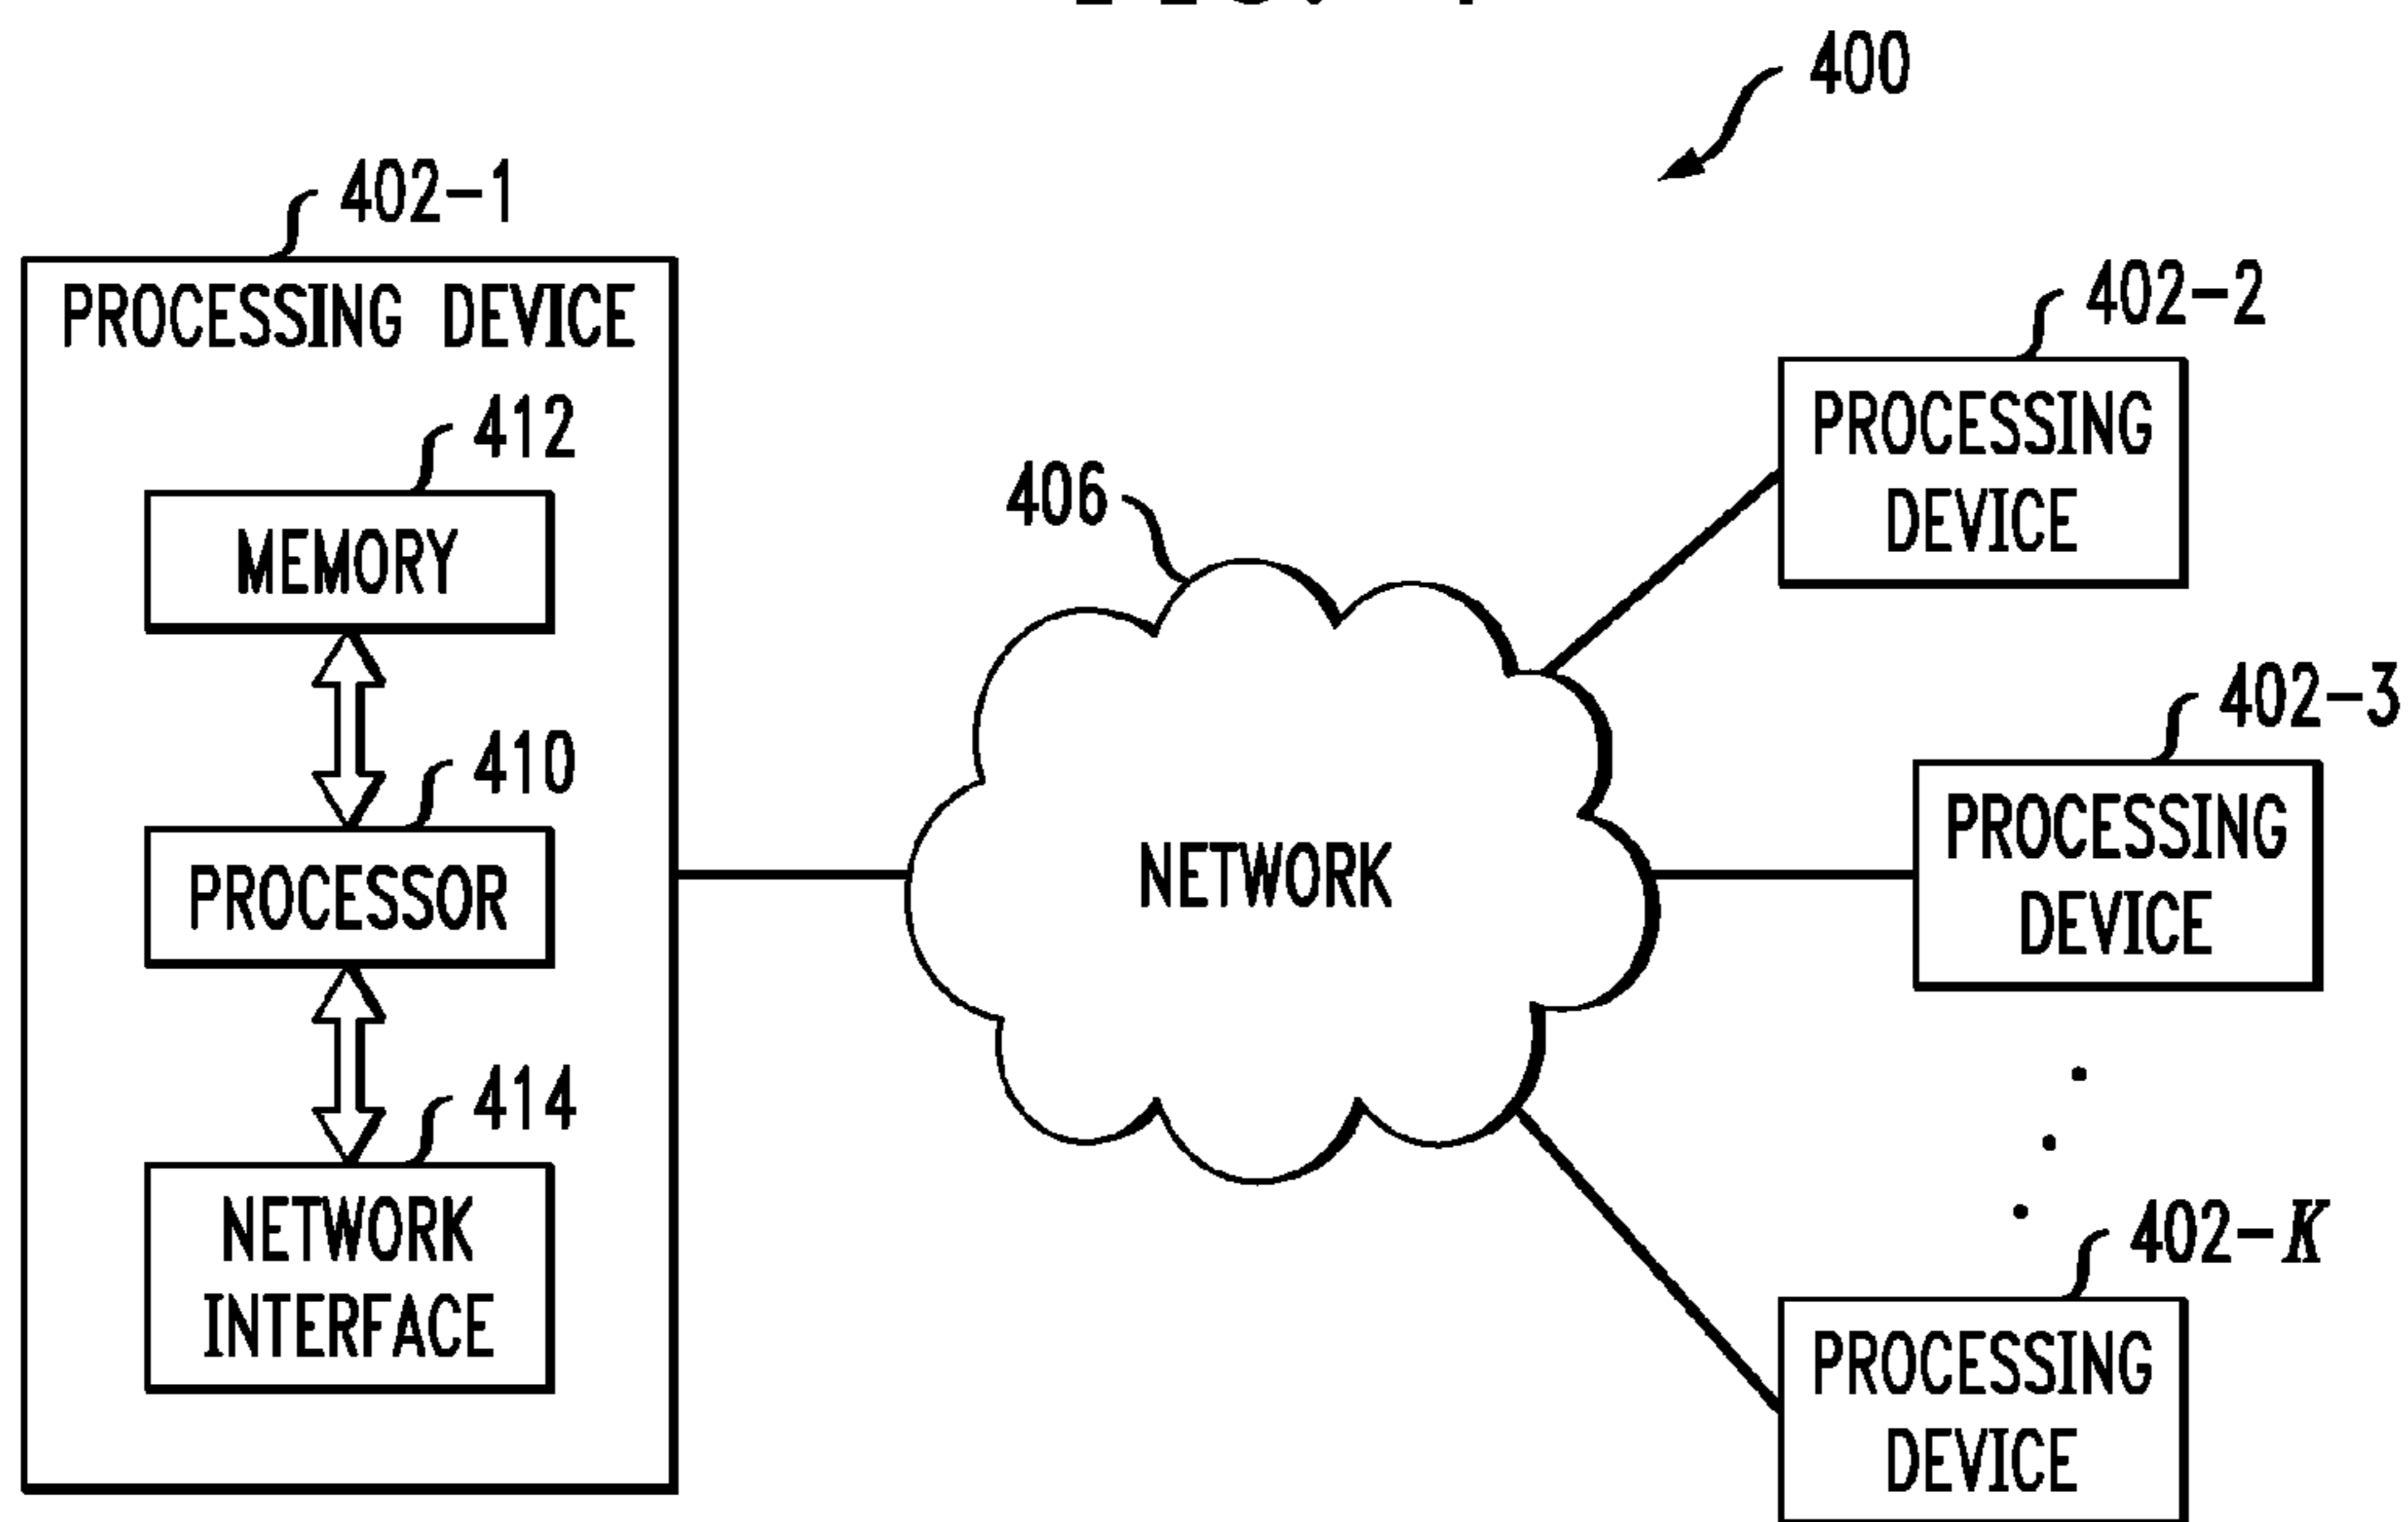 400
402-1
PROCESSING DEVICE
412
MEMORY
410
PROCESSOR
414
NETWORK
INTERFACE
406
NETWORK
402-2
PROCESSING
DEVICE
402-3
PROCESSING
DEVICE
402-K
PROCESSING
DEVICE